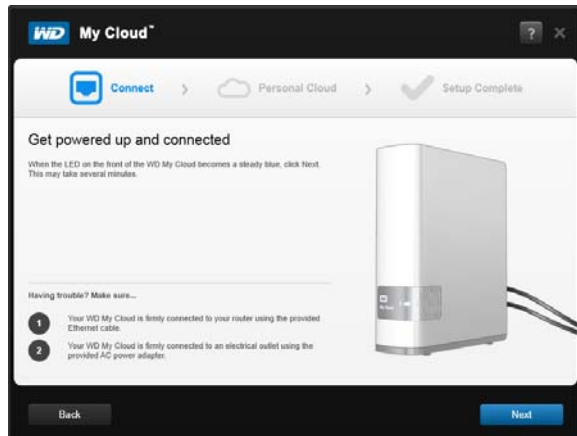 WD My Cloud™
?
Connect > Personal Cloud > Setup Complete
Get powered up and connected
When the LED on the front of the WD My Cloud becomes a steady blue, click Next.
This may take several minutes.
Having trouble? Make sure...
1 Your WD My Cloud is firmly connected to your router using the provided
Ethernet cable.
2 Your WD My Cloud is firmly connected to an electrical outlet using the
provided AC power adapter.
WD
My Cloud
Back
Next